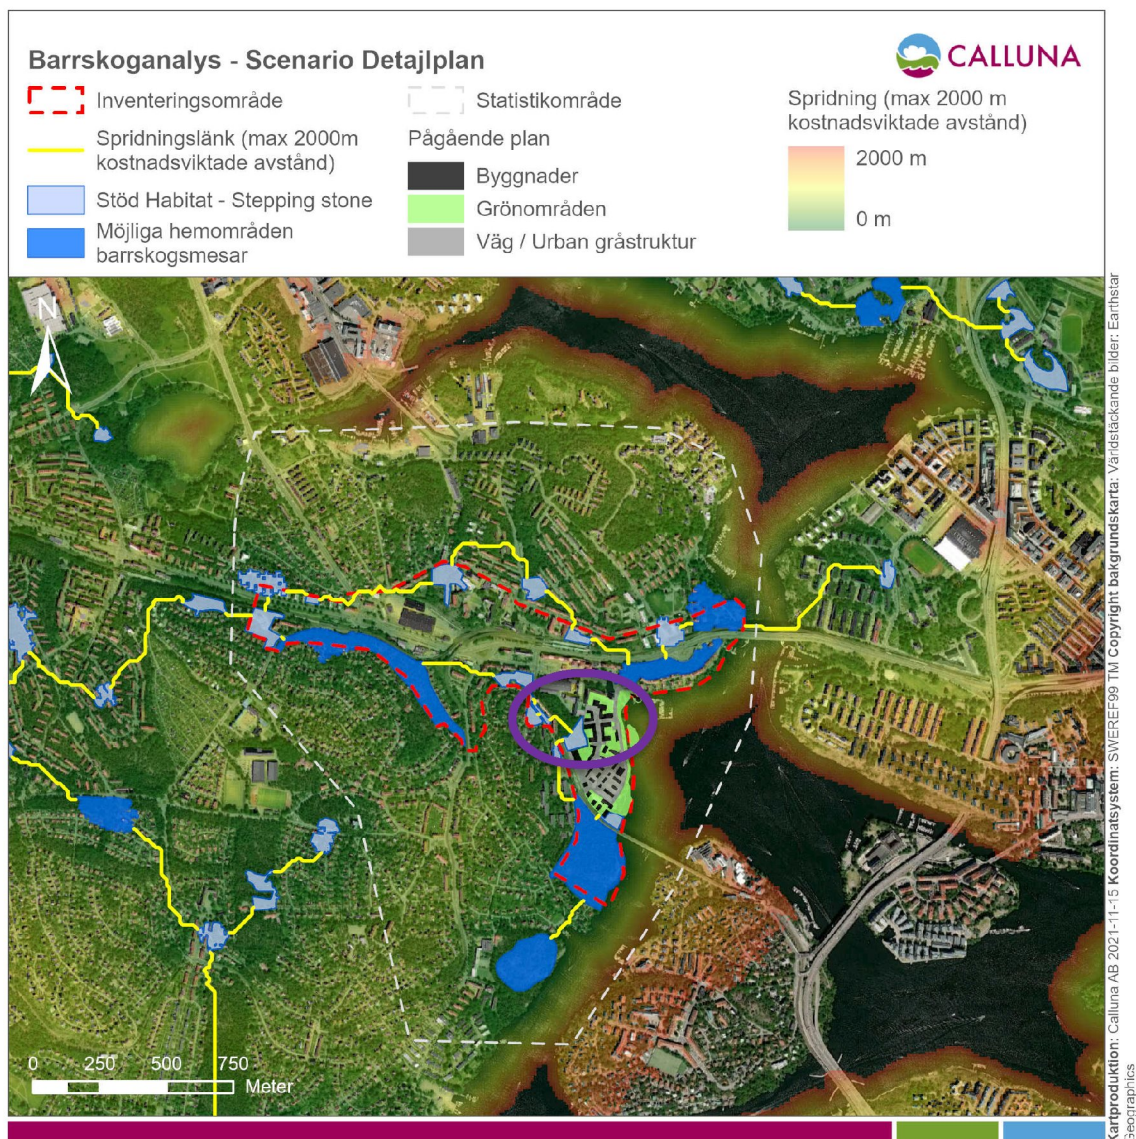 Barrskoganalys - Scenario Detajlplan
CALLUNA
Inventeringsområde
Spridningslänk (max 2000m
kostnadsviktade avstånd)
Stöd Habitat - Stepping stone
Möjliga hemområden
barrskogsmesar
Statistikområde
Pågående plan
Byggnader
Grönområden
Väg / Urban gråstruktur
Spridning (max 2000 m
kostnadsviktade avstånd)
2000 m
0 m
N
0 250 500 750
Meter
Kartproduktion: Calluna AB 2021-11-15 Koordinatsystem: SWEREF99 TM Copyright bakgrundskarta: Världstäckande bilder: Earthstar
Geographics